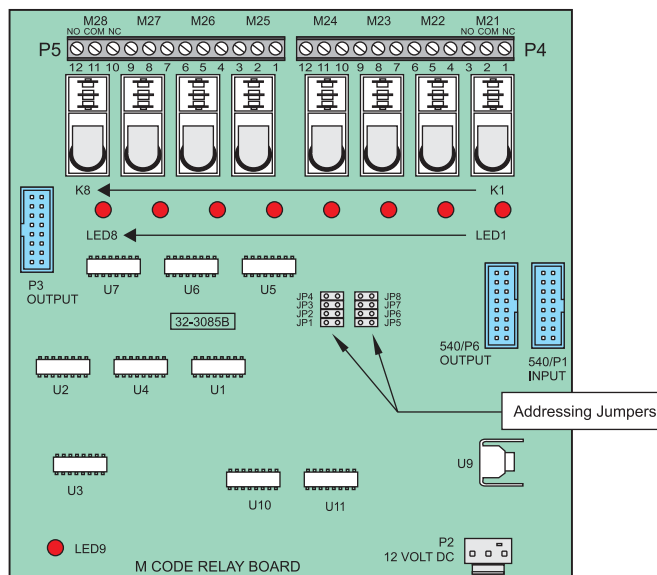 M28 M27 M26 M25 M24 M23 M22 M21
NO COM NC NO COM NC
P5 P4
12 11 10 9 8 7 6 5 4 3 2 1 12 11 10 9 8 7 6 5 4 3 2 1
K8 K1
LED8 LED1
P3
OUTPUT
U7 U6 U5
32-3085B
JP4 JP8
JP3 JP7
JP2 JP6
JP1 JP5
540/P6
OUTPUT
540/P1
INPUT
U2 U4 U1
Addressing Jumpers
U3
U10 U11
U9
LED9
P2
12 VOLT DC
M CODE RELAY BOARD